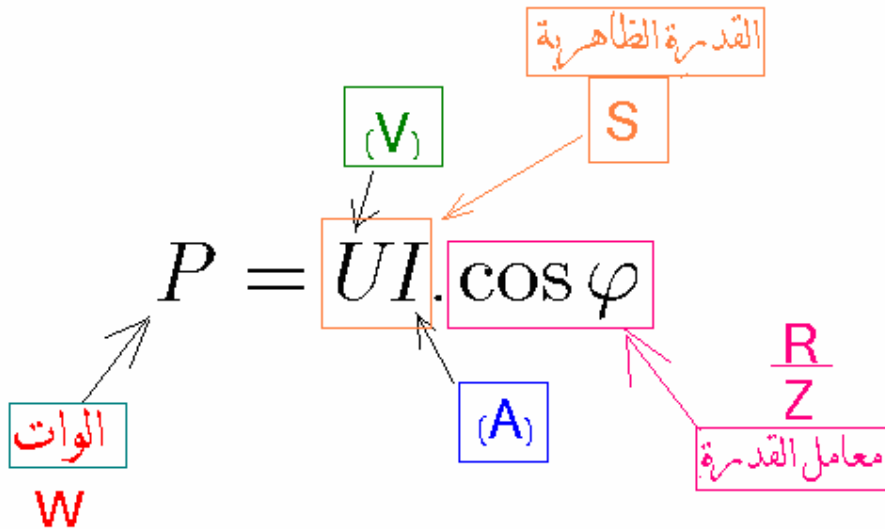 القدرة الظاهرية
S
(V)
P = UI.cos φ
R
Z
(A)
الوات
معامل القدرة
W